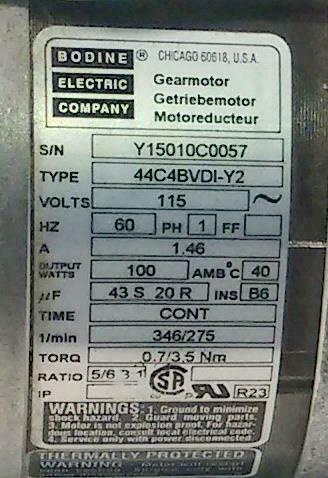 BODINE ® CHICAGO 60618, U.S.A.
ELECTRIC Gearmotor
COMPANY Getriebemotor
Motoreducteur
S/N Y15010C0057
TYPE 44C4BVDI-Y2
VOLTS 115 ~
HZ 60 PH 1 FF
A 1.46
OUTPUT WATTS 100 AMB°C 40
µF 43 S 20 R INS B6
TIME CONT
1/min 346/275
TORQ 0.7/3.5 Nm
RATIO 5/6 3:1 SA
IP R23
WARNINGS: 1. Ground to minimize
shock hazard. 2. Guard moving parts.
3. Motor is not explosion proof. For hazar-
dous location, consult local electrical code.
4. Service only with power disconnected.
THERMALLY PROTECTED
WARNING